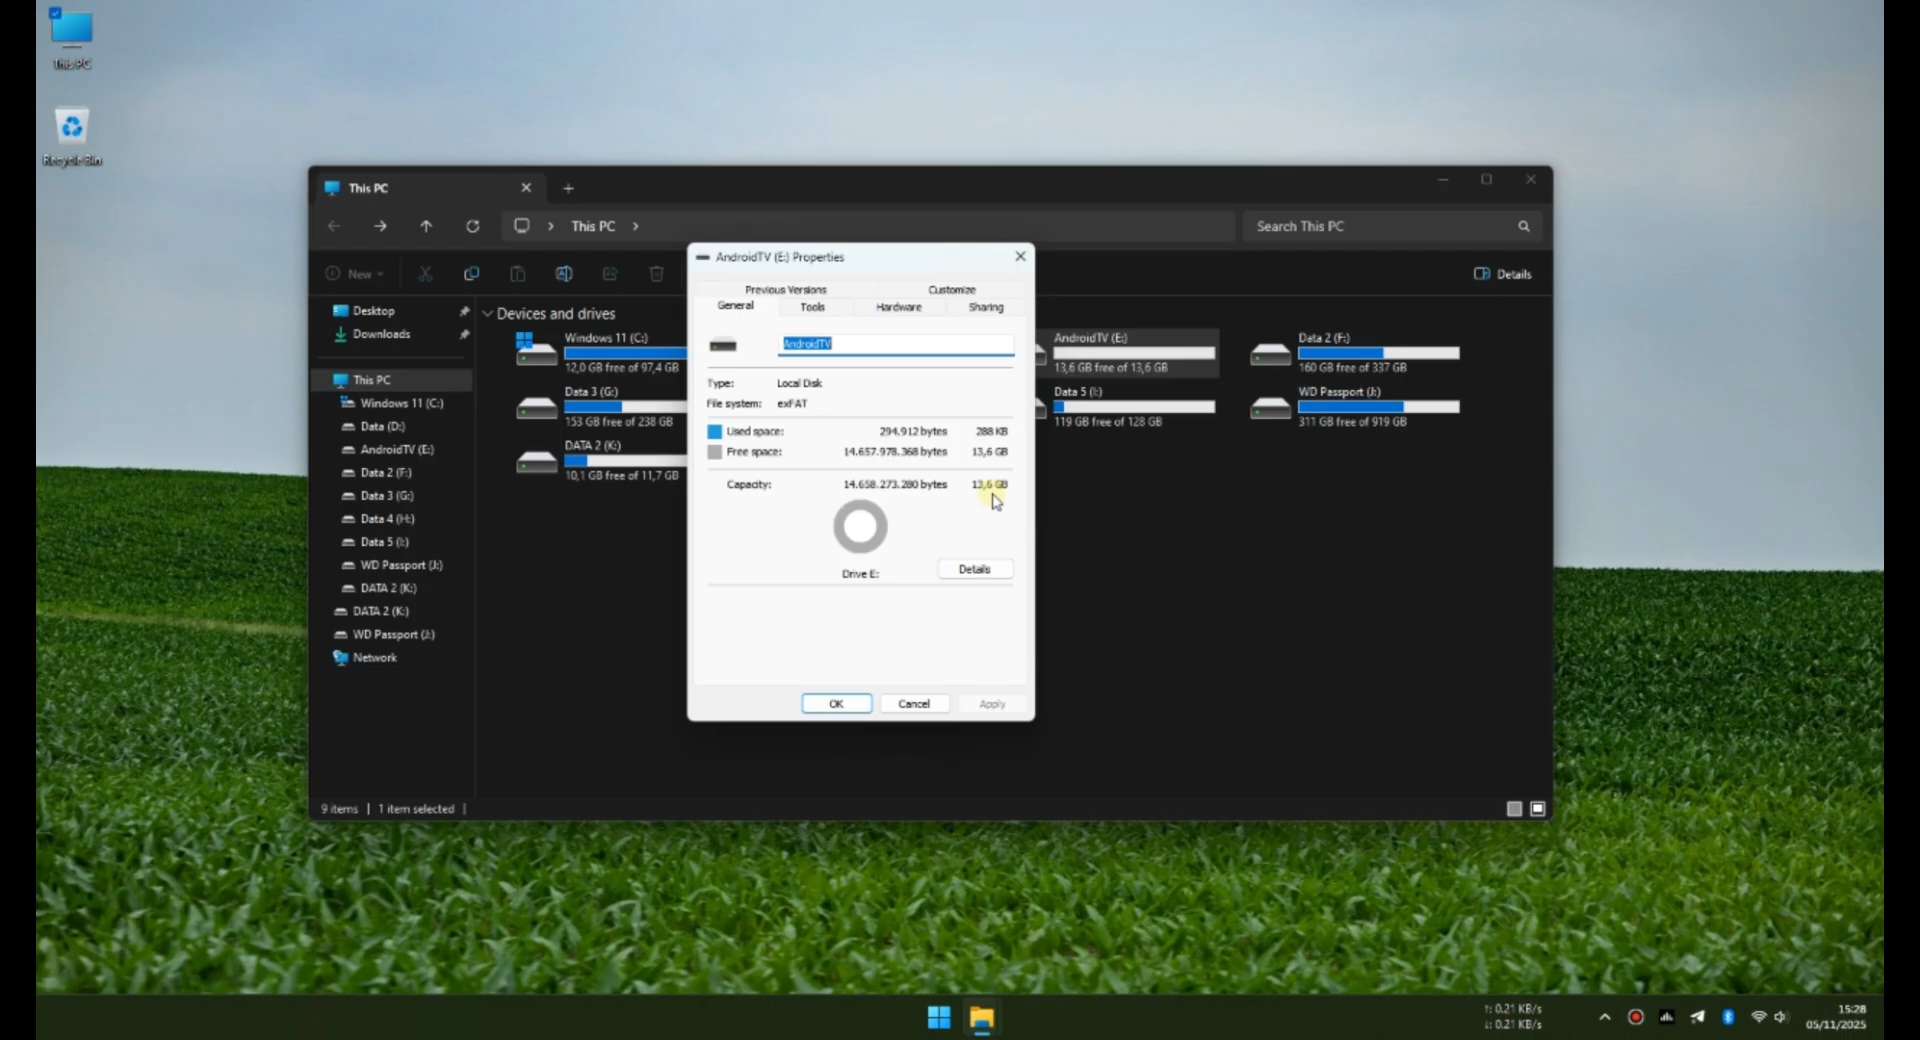 This PC
Recycle Bin
This PC
This PC
Search This PC
New
Details
Desktop
Downloads
This PC
Windows 11 (C:)
Data (D:)
AndroidTV (E:)
Data 2 (F:)
Data 3 (G:)
Data 4 (H:)
Data 5 (I:)
WD Passport (J:)
DATA 2 (K:)
DATA 2 (K:)
WD Passport (J:)
Network
Devices and drives
Windows 11 (C:)
12,0 GB free of 97,4 GB
AndroidTV (E:)
13,6 GB free of 13,6 GB
Data 2 (F:)
160 GB free of 337 GB
Data 3 (G:)
153 GB free of 238 GB
Data 5 (I:)
119 GB free of 128 GB
WD Passport (J:)
311 GB free of 919 GB
DATA 2 (K:)
10,1 GB free of 11,7 GB
AndroidTV (E:) Properties
Previous Versions Customize
General Tools Hardware Sharing
AndroidTV
Type: Local Disk
File system: exFAT
Used space: 294.912 bytes 288 KB
Free space: 14.657.978.368 bytes 13,6 GB
Capacity: 14.658.273.280 bytes 13,6 GB
Drive E:
Details
OK Cancel Apply
9 items 1 item selected
↑: 0.21 KB/s
↓: 0.21 KB/s
15:28
05/11/2025